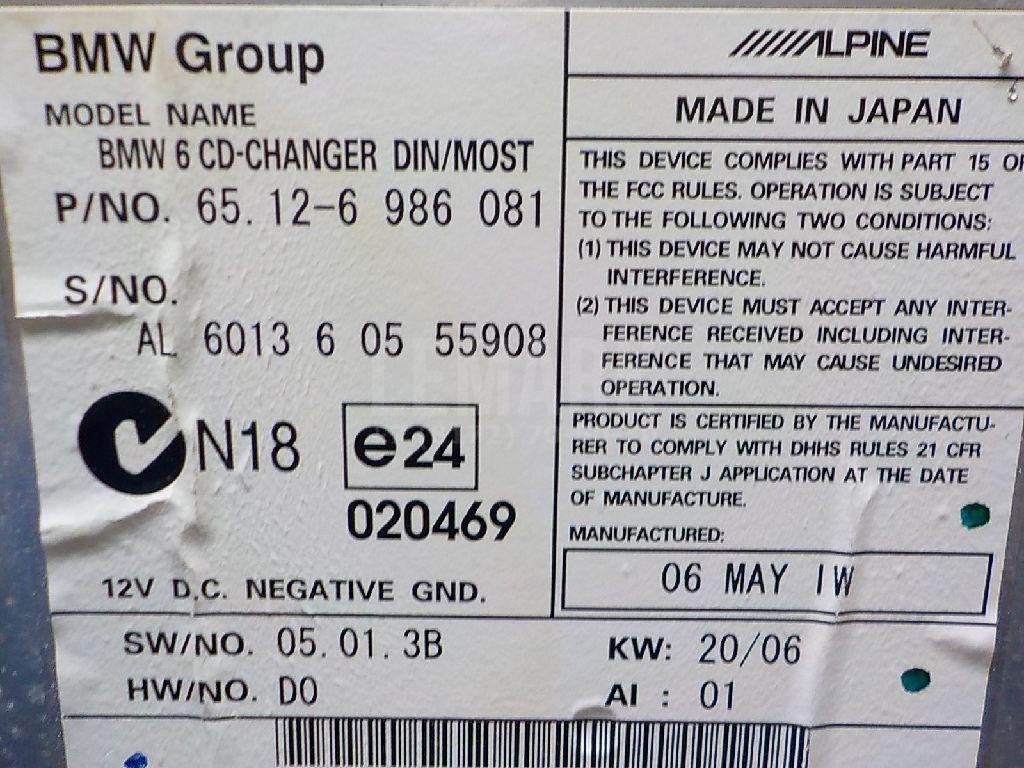 BMW Group
MODEL NAME
BMW 6 CD-CHANGER DIN/MOST
P/NO. 65.12-6 986 081
S/NO.
AL 6013 6 05 55908
N18
e24
020469
12V D.C. NEGATIVE GND.
ALPINE
MADE IN JAPAN
THIS DEVICE COMPLIES WITH PART 15 OF
THE FCC RULES. OPERATION IS SUBJECT
TO THE FOLLOWING TWO CONDITIONS:
(1) THIS DEVICE MAY NOT CAUSE HARMFUL
INTERFERENCE.
(2) THIS DEVICE MUST ACCEPT ANY INTER-
FERENCE RECEIVED INCLUDING INTER-
FERENCE THAT MAY CAUSE UNDESIRED
OPERATION.
PRODUCT IS CERTIFIED BY THE MANUFACTU-
RER TO COMPLY WITH DHHS RULES 21 CFR
SUBCHAPTER J APPLICATION AT THE DATE
OF MANUFACTURE.
MANUFACTURED:
06 MAY IW
SW/NO. 05.01.3B
HW/NO. D0
KW: 20/06
AI : 01